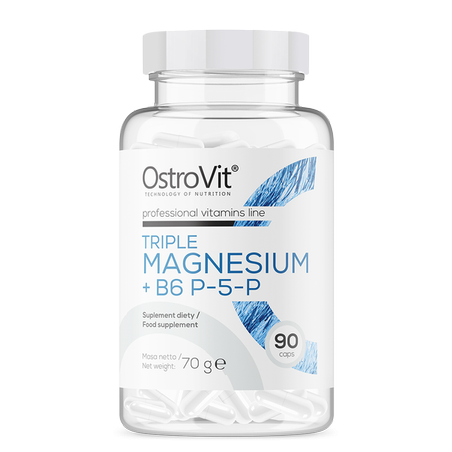 OstroVit®
TECHNOLOGY OF NUTRITION
professional vitamins line
TRIPLE
MAGNESIUM
+ B6 P-5-P
Suplement diety /
Food supplement
90
caps
Masa netto /
Net weight: 70 g ℮